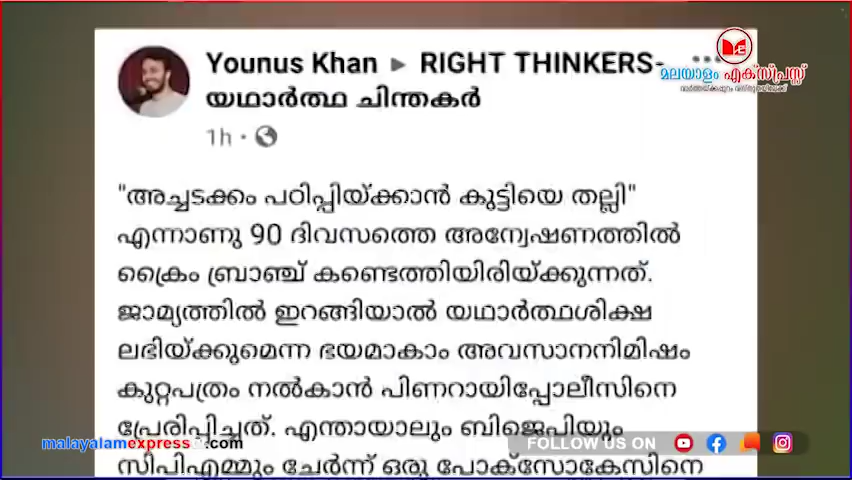 Younus Khan ▸ RIGHT THINKERS-
യഥാർത്ഥ ചിന്തകർ
1h
മലയാളം എക്സ്പ്രസ്സ്
"അച്ചടക്കം പഠിപ്പിയ്ക്കാൻ കുട്ടിയെ തല്ലി"
എന്നാണു 90 ദിവസത്തെ അന്വേഷണത്തിൽ
ക്രൈം ബ്രാഞ്ച് കണ്ടെത്തിയിരിയ്ക്കുന്നത്.
ജാമ്യത്തിൽ ഇറങ്ങിയാൽ യഥാർത്ഥശിക്ഷ
ലഭിയ്ക്കുമെന്ന ഭയമാകാം അവസാനനിമിഷം
കുറ്റപത്രം നൽകാൻ പിണറായിപ്പോലീസിനെ
പ്രേരിപ്പിച്ചത്. എന്തായാലും ബിജെപിയും
malayalamexpress.com
FOLLOW US ON
സിപിഎമ്മും ചേർന്ന് ഒരു പോക്സോകേസിനെ